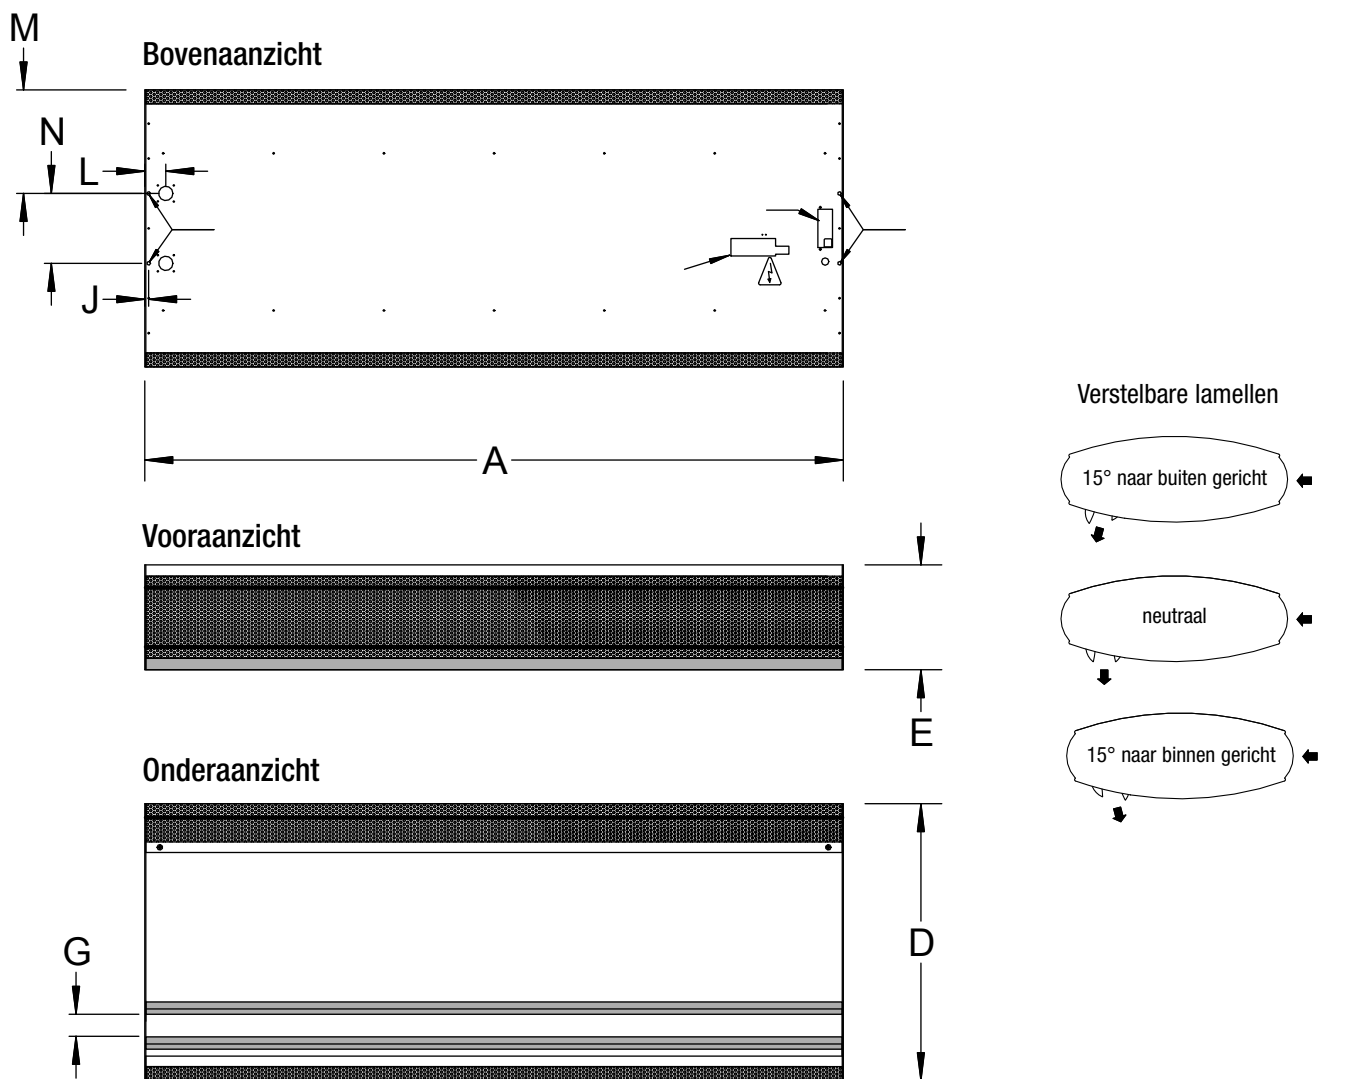 M
Bovenaanzicht
N
L
J
A
Verstelbare lamellen
15° naar buiten gericht
neutraal
15° naar binnen gericht
Vooraanzicht
E
Onderaanzicht
G
D